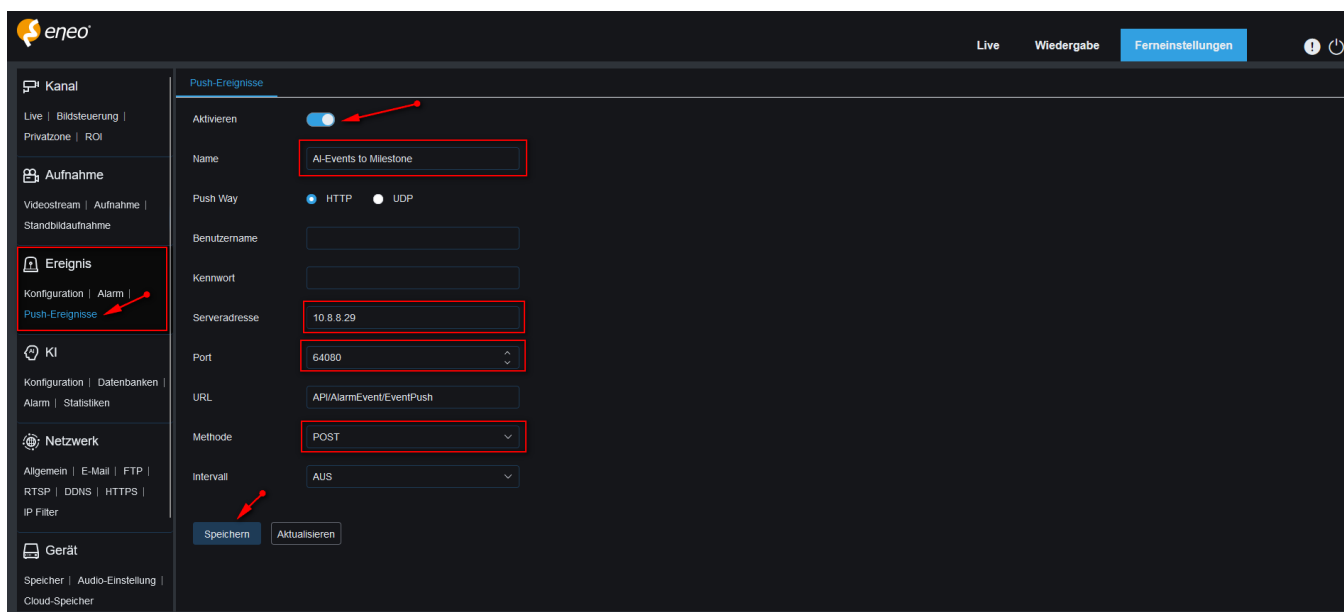 eneo
Live Wiedergabe Ferneinstellungen
Kanal
Live | Bildsteuerung |
Privatzone | ROI
Aufnahme
Videostream | Aufnahme |
Standbildaufnahme
Ereignis
Konfiguration | Alarm |
Push-Ereignisse
KI
Konfiguration | Datenbanken |
Alarm | Statistiken
Netzwerk
Allgemein | E-Mail | FTP |
RTSP | DDNS | HTTPS |
IP Filter
Gerät
Speicher | Audio-Einstellung |
Cloud-Speicher
Push-Ereignisse
Aktivieren
Name AI-Events to Milestone
Push Way HTTP UDP
Benutzername
Kennwort
Serveradresse 10.8.8.29
Port 64080
URL API/AlarmEvent/EventPush
Methode POST
Intervall AUS
Speichern Aktualisieren